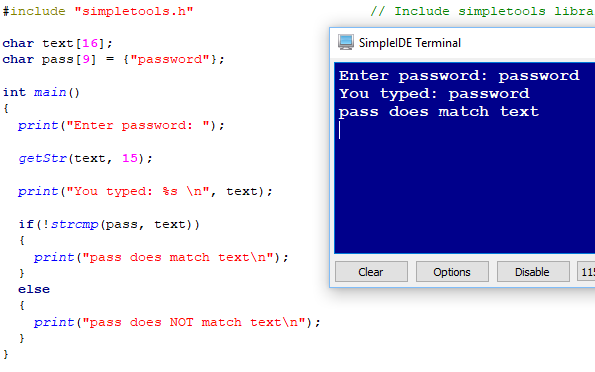 #include "simpletools.h" // Include simpletools libra
char text[16];
char pass[9] = {"password"};
int main()
{
print("Enter password: ");
getStr(text, 15);
print("You typed: %s \n", text);
if(!strcmp(pass, text))
{
print("pass does match text\n");
}
else
{
print("pass does NOT match text\n");
}
}
SimpleIDE Terminal
Enter password: password
You typed: password
pass does match text
Clear Options Disable 115